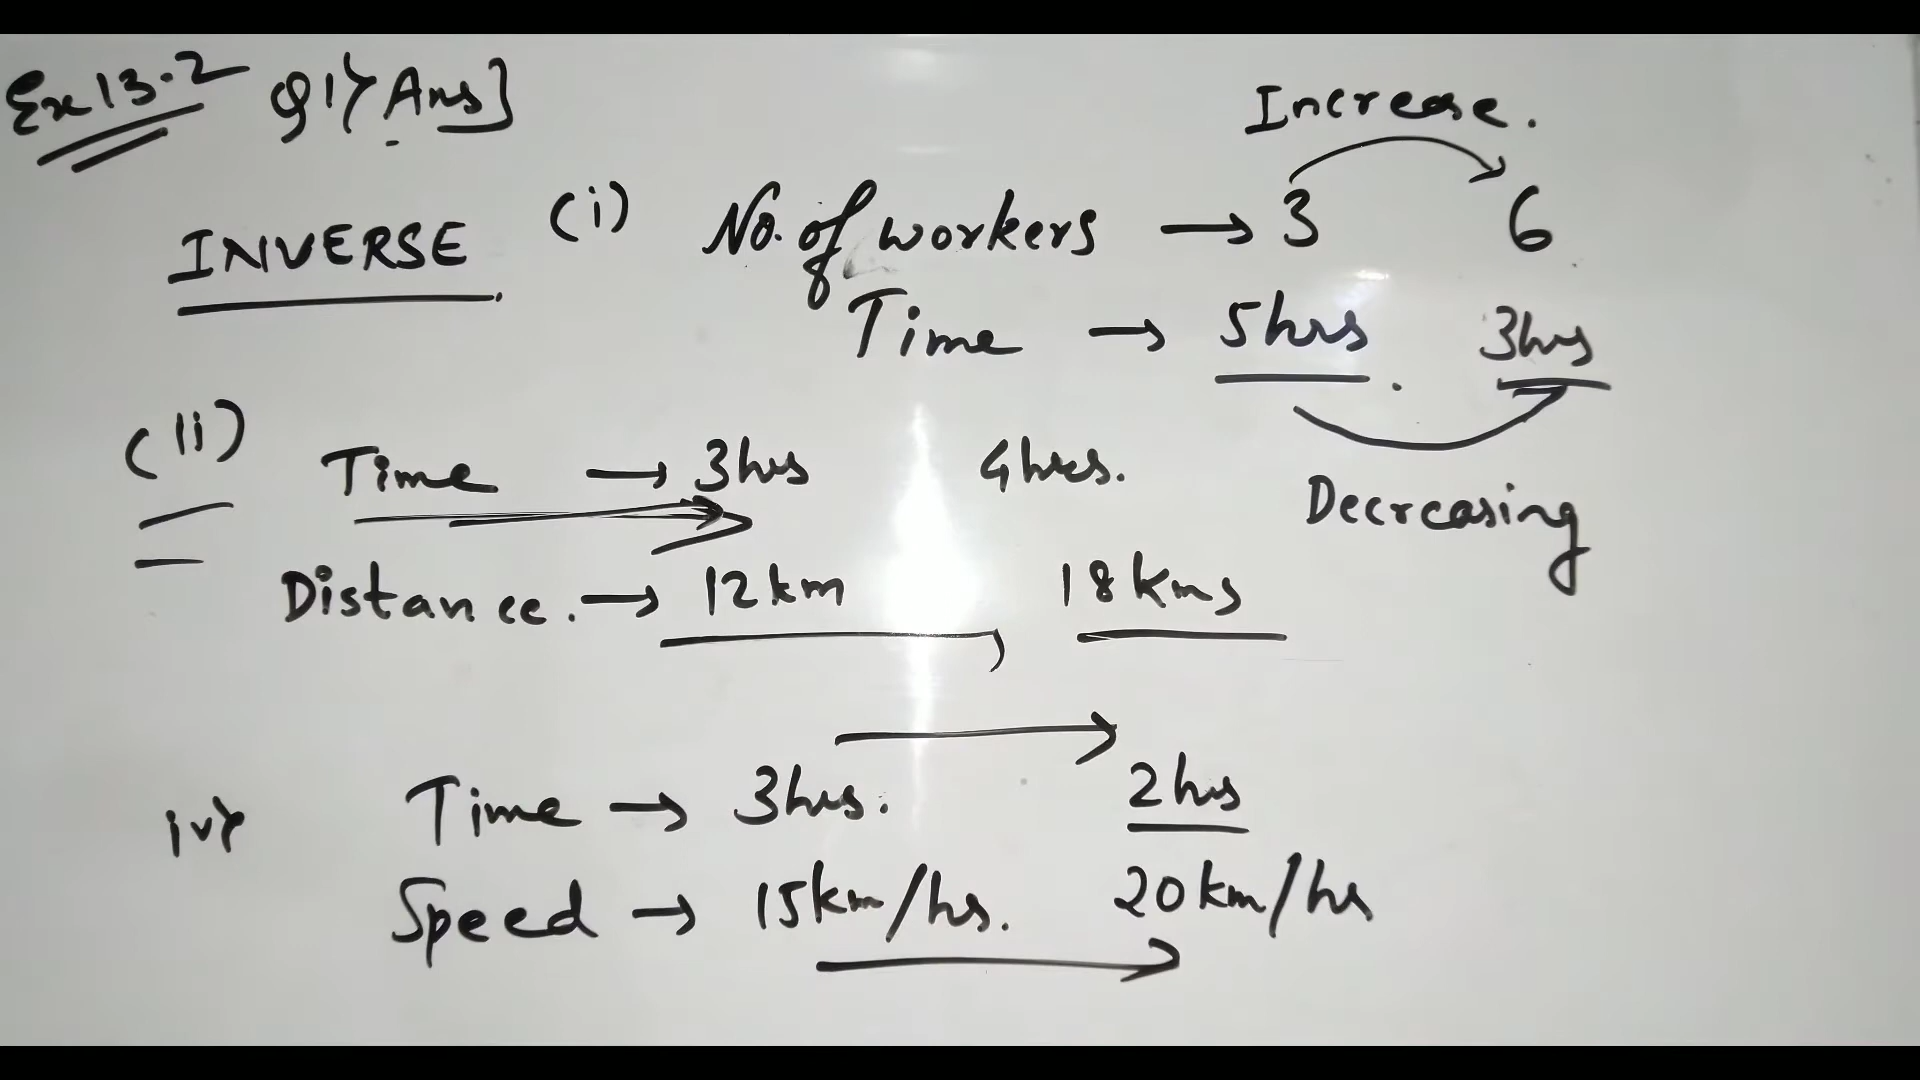 Ex 13.2 Q1} Ans]
Increase.
INVERSE (i) No. of workers → 3 6
Time → 5hrs. 3hrs
Decreasing
(ii) Time → 3hrs 4hrs.
Distance. → 12km 18kms
iv} Time → 3hrs. 2hrs
Speed → 15km/hs. 20km/hr